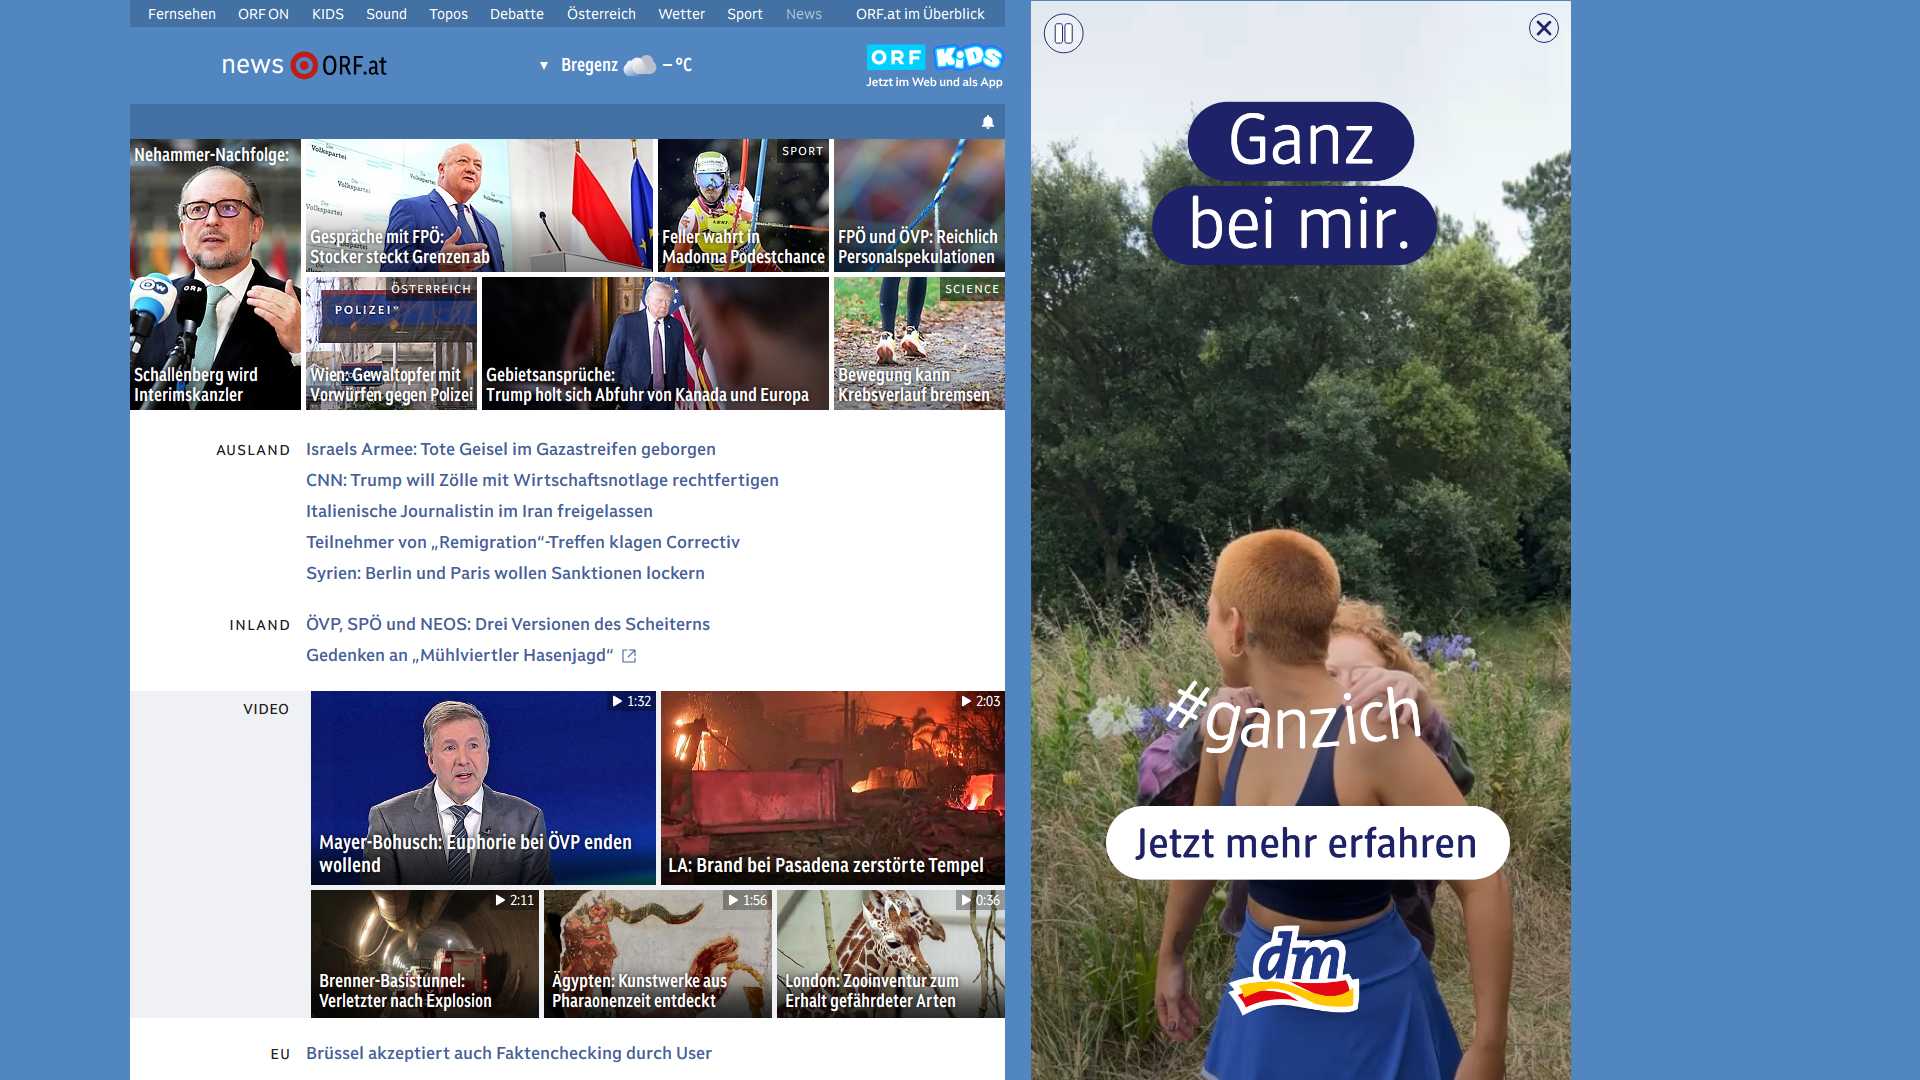 Fernsehen ORF ON KIDS Sound Topos Debatte Österreich Wetter Sport News ORF.at im Überblick
news ORF.at
Bregenz – °C
ORF KiDS
Jetzt im Web und als App
Nehammer-Nachfolge:
Schallenberg wird
Interimskanzler
Volkspartei
Volkspartei
Volkspartei
Gespräche mit FPÖ:
Stocker steckt Grenzen ab
SPORT
Feller wahrt in
Madonna Podestchance
FPÖ und ÖVP: Reichlich
Personalspekulationen
DW
ORF
ÖSTERREICH
POLIZEI
Wien: Gewaltopfer mit
Vorwürfen gegen Polizei
Gebietsansprüche:
Trump holt sich Abfuhr von Kanada und Europa
SCIENCE
Bewegung kann
Krebsverlauf bremsen
AUSLAND
Israels Armee: Tote Geisel im Gazastreifen geborgen
CNN: Trump will Zölle mit Wirtschaftsnotlage rechtfertigen
Italienische Journalistin im Iran freigelassen
Teilnehmer von „Remigration“-Treffen klagen Correctiv
Syrien: Berlin und Paris wollen Sanktionen lockern
INLAND
ÖVP, SPÖ und NEOS: Drei Versionen des Scheiterns
Gedenken an „Mühlviertler Hasenjagd“
VIDEO
1:32
Mayer-Bohusch: Euphorie bei ÖVP enden
wollend
2:03
LA: Brand bei Pasadena zerstörte Tempel
2:11
Brenner-Basistunnel:
Verletzter nach Explosion
1:56
Ägypten: Kunstwerke aus
Pharaonenzeit entdeckt
0:36
London: Zooinventur zum
Erhalt gefährdeter Arten
EU
Brüssel akzeptiert auch Faktenchecking durch User
Ganz
bei mir.
#ganzich
Jetzt mehr erfahren
dm